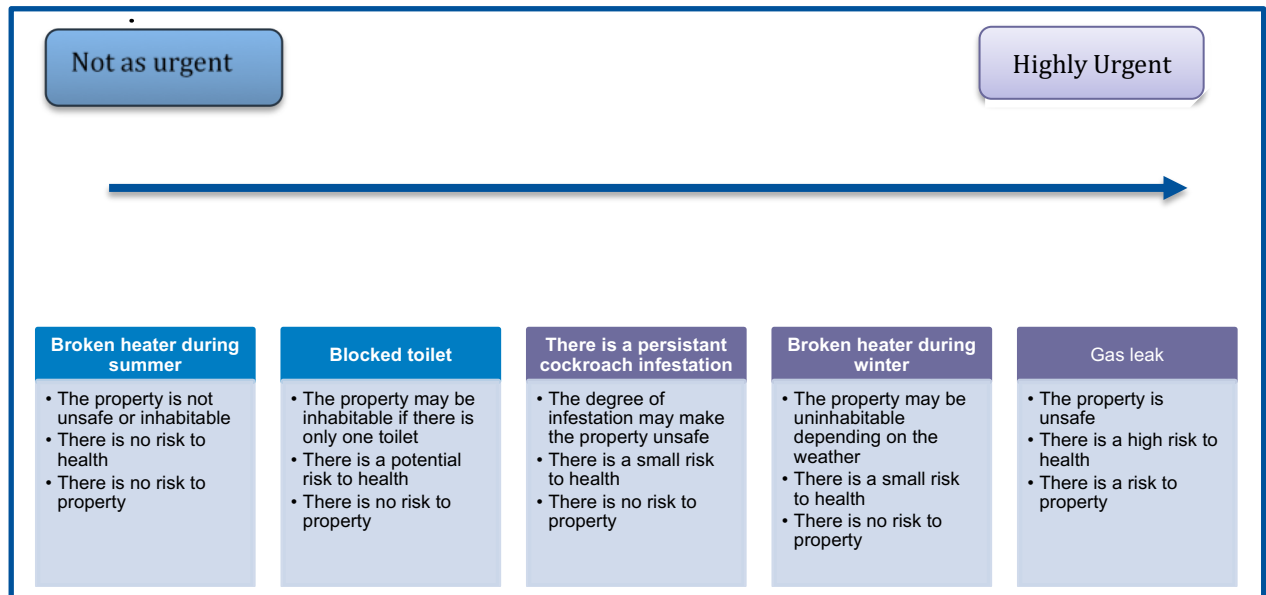 Not as urgent
Highly Urgent
Broken heater during
summer
• The property is not
unsafe or inhabitable
• There is no risk to
health
• There is no risk to
property
Blocked toilet
• The property may be
inhabitable if there is
only one toilet
• There is a potential
risk to health
• There is no risk to
property
There is a persistant
cockroach infestation
• The degree of
infestation may make
the property unsafe
• There is a small risk
to health
• There is no risk to
property
Broken heater during
winter
• The property may be
uninhabitable
depending on the
weather
• There is a small risk
to health
• There is no risk to
property
Gas leak
• The property is
unsafe
• There is a high risk to
health
• There is a risk to
property